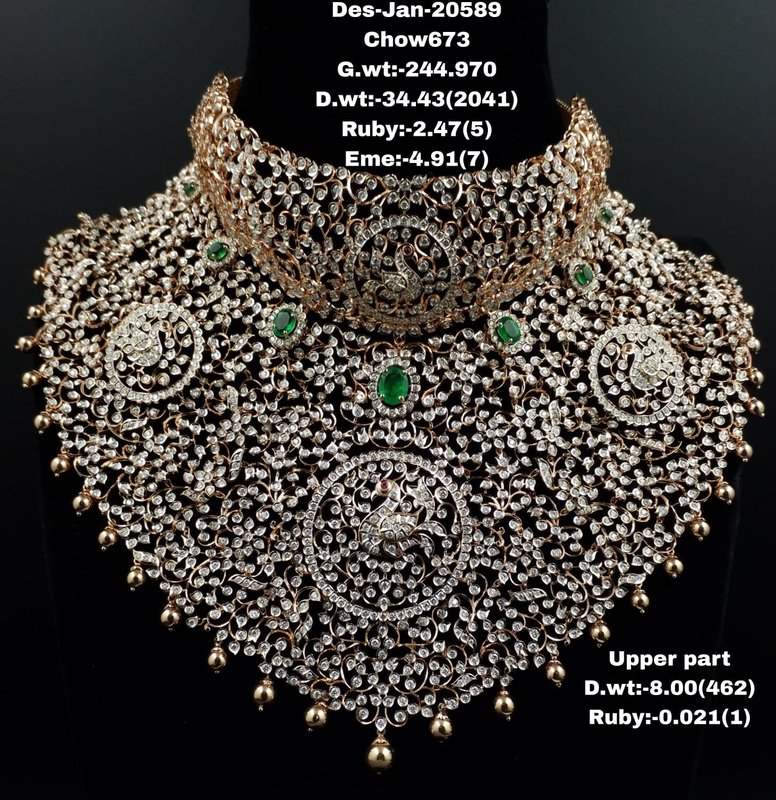 Des-Jan-20589
Chow673
G.wt:-244.970
D.wt:-34.43(2041)
Ruby:-2.47(5)
Eme:-4.91(7)
Upper part
D.wt:-8.00(462)
Ruby:-0.021(1)